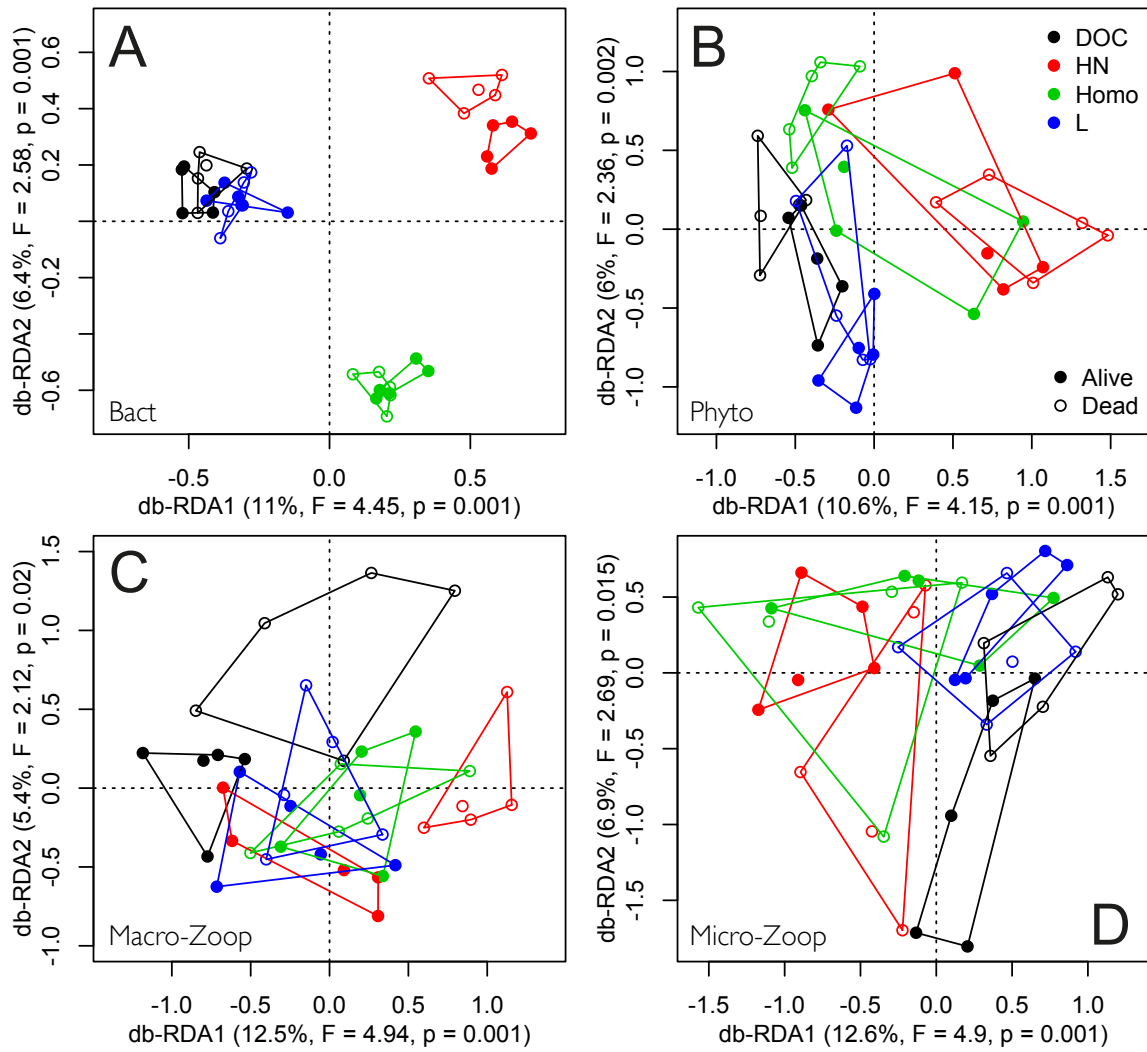 A
db-RDA2 (6.4%, F = 2.58, p = 0.001)
0.6
0.4
0.2
-0.2
-0.6
Bact
-0.5 0.0 0.5
db-RDA1 (11%, F = 4.45, p = 0.001)
B
DOC
HN
Homo
L
db-RDA2 (6%, F = 2.36, p = 0.002)
1.0
0.5
0.0
-0.5
-1.0
Alive
Dead
Phyto
-1.0 -0.5 0.0 0.5 1.0 1.5
db-RDA1 (10.6%, F = 4.15, p = 0.001)
C
db-RDA2 (5.4%, F = 2.12, p = 0.02)
1.5
1.0
0.5
0.0
-0.5
-1.0
Macro-Zoop
-1.0 -0.5 0.0 0.5 1.0
db-RDA1 (12.5%, F = 4.94, p = 0.001)
db-RDA2 (6.9%, F = 2.69, p = 0.015)
0.5
0.0
-0.5
-1.0
-1.5
Micro-Zoop
D
-1.5 -1.0 -0.5 0.0 0.5 1.0
db-RDA1 (12.6%, F = 4.9, p = 0.001)